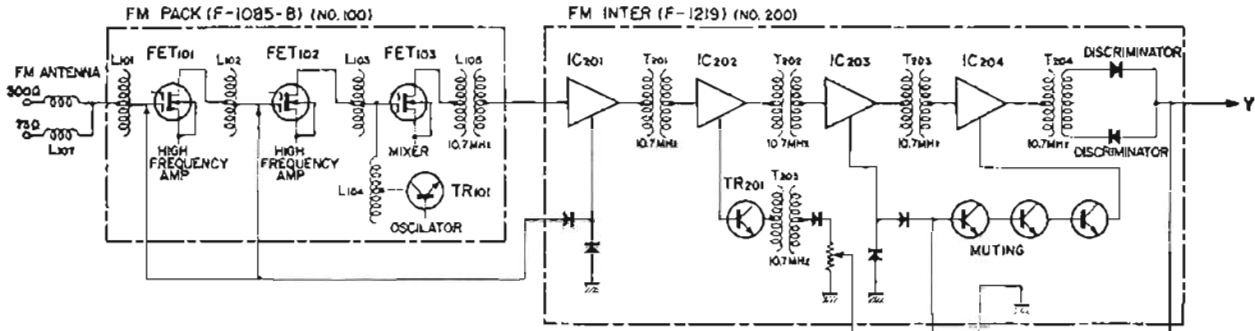 FM PACK (F-1085-B) (NO.100)
FM INTER (F-1219) (NO.200)
FM ANTENNA
300Ω
75Ω
L107
L101
FET101
L102
FET102
L103
FET103
L105
HIGH
FREQUENCY
AMP
HIGH
FREQUENCY
AMP
MIXER
10.7MHz
L104
TR101
OSCILATOR
IC201
T201
10.7MHz
IC202
T202
10.7MHz
IC203
T203
10.7MHz
IC204
T204
10.7MHz
DISCRIMINATOR
DISCRIMINATOR
Y
TR201
T205
10.7MHz
MUTING